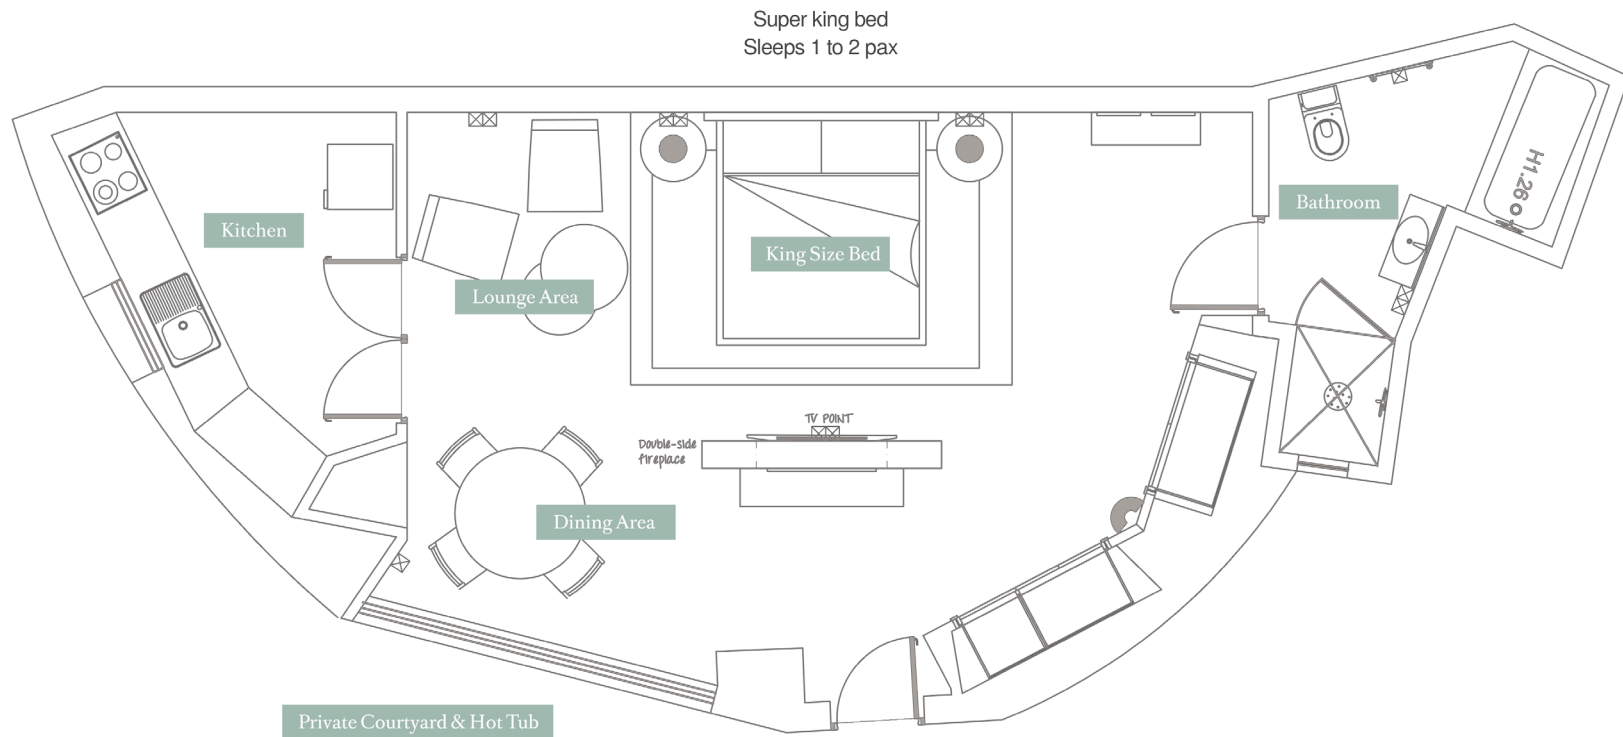 Super king bed
Sleeps 1 to 2 pax
Kitchen
Lounge Area
King Size Bed
Bathroom
H1.26
TV POINT
Double-side
fireplace
Dining Area
Private Courtyard & Hot Tub